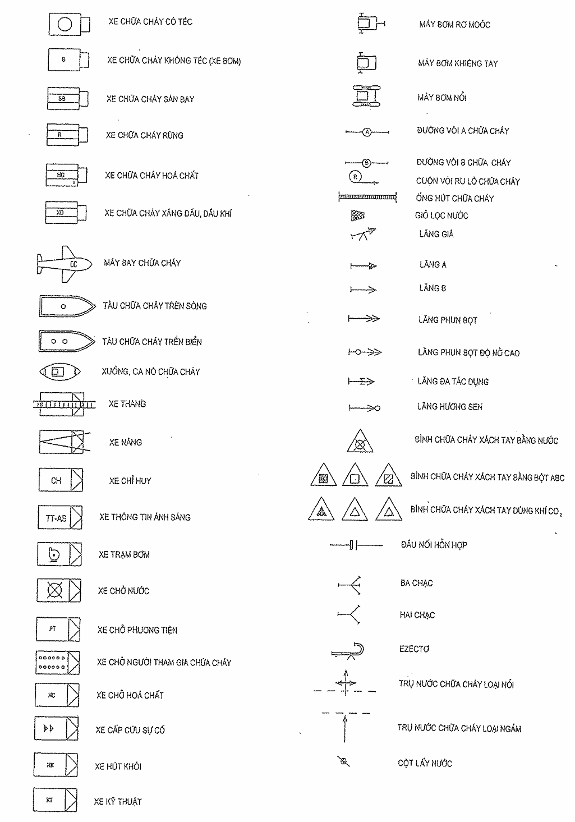 XE CHỮA CHÁY CÓ TÉC
XE CHỮA CHÁY KHÔNG TÉC (XE BƠM)
XE CHỮA CHÁY SÂN BAY
XE CHỮA CHÁY RỪNG
XE CHỮA CHÁY HOÁ CHẤT
XE CHỮA CHÁY XĂNG DẦU, DẦU KHÍ
MÁY BAY CHỮA CHÁY
TÀU CHỮA CHÁY TRÊN SÔNG
TÀU CHỮA CHÁY TRÊN BIỂN
XUỒNG, CA NÔ CHỮA CHÁY
XE THANG
XE NÂNG
CH
XE CHỈ HUY
TT-AS
XE THÔNG TIN ÁNH SÁNG
XE TRẠM BƠM
XE CHỞ NƯỚC
PT
XE CHỞ PHƯƠNG TIỆN
XE CHỞ NGƯỜI THAM GIA CHỮA CHÁY
XE CHỞ HOÁ CHẤT
XE CẤP CỨU SỰ CỐ
XE HÚT KHÓI
KT
XE KỸ THUẬT
MÁY BƠM RƠ MOÓC
MÁY BƠM KHIÊNG TAY
MÁY BƠM NỔI
A
ĐƯỜNG VÒI A CHỮA CHÁY
B
ĐƯỜNG VÒI B CHỮA CHÁY
R
CUỘN VÒI RU LÔ CHỮA CHÁY
ỐNG HÚT CHỮA CHÁY
GIỎ LỌC NƯỚC
LĂNG GIÁ
LĂNG A
LĂNG B
LĂNG PHUN BỌT
LĂNG PHUN BỌT ĐỘ NỞ CAO
LĂNG ĐA TÁC DỤNG
LĂNG HƯƠNG SEN
BÌNH CHỮA CHÁY XÁCH TAY BẰNG NƯỚC
BÌNH CHỮA CHÁY XÁCH TAY BẰNG BỘT ABC
BÌNH CHỮA CHÁY XÁCH TAY DÙNG KHÍ CO₂
ĐẦU NỐI HỖN HỢP
BA CHẠC
HAI CHẠC
EZECTƠ
TRỤ NƯỚC CHỮA CHÁY LOẠI NỔI
TRỤ NƯỚC CHỮA CHÁY LOẠI NGẦM
CỘT LẤY NƯỚC